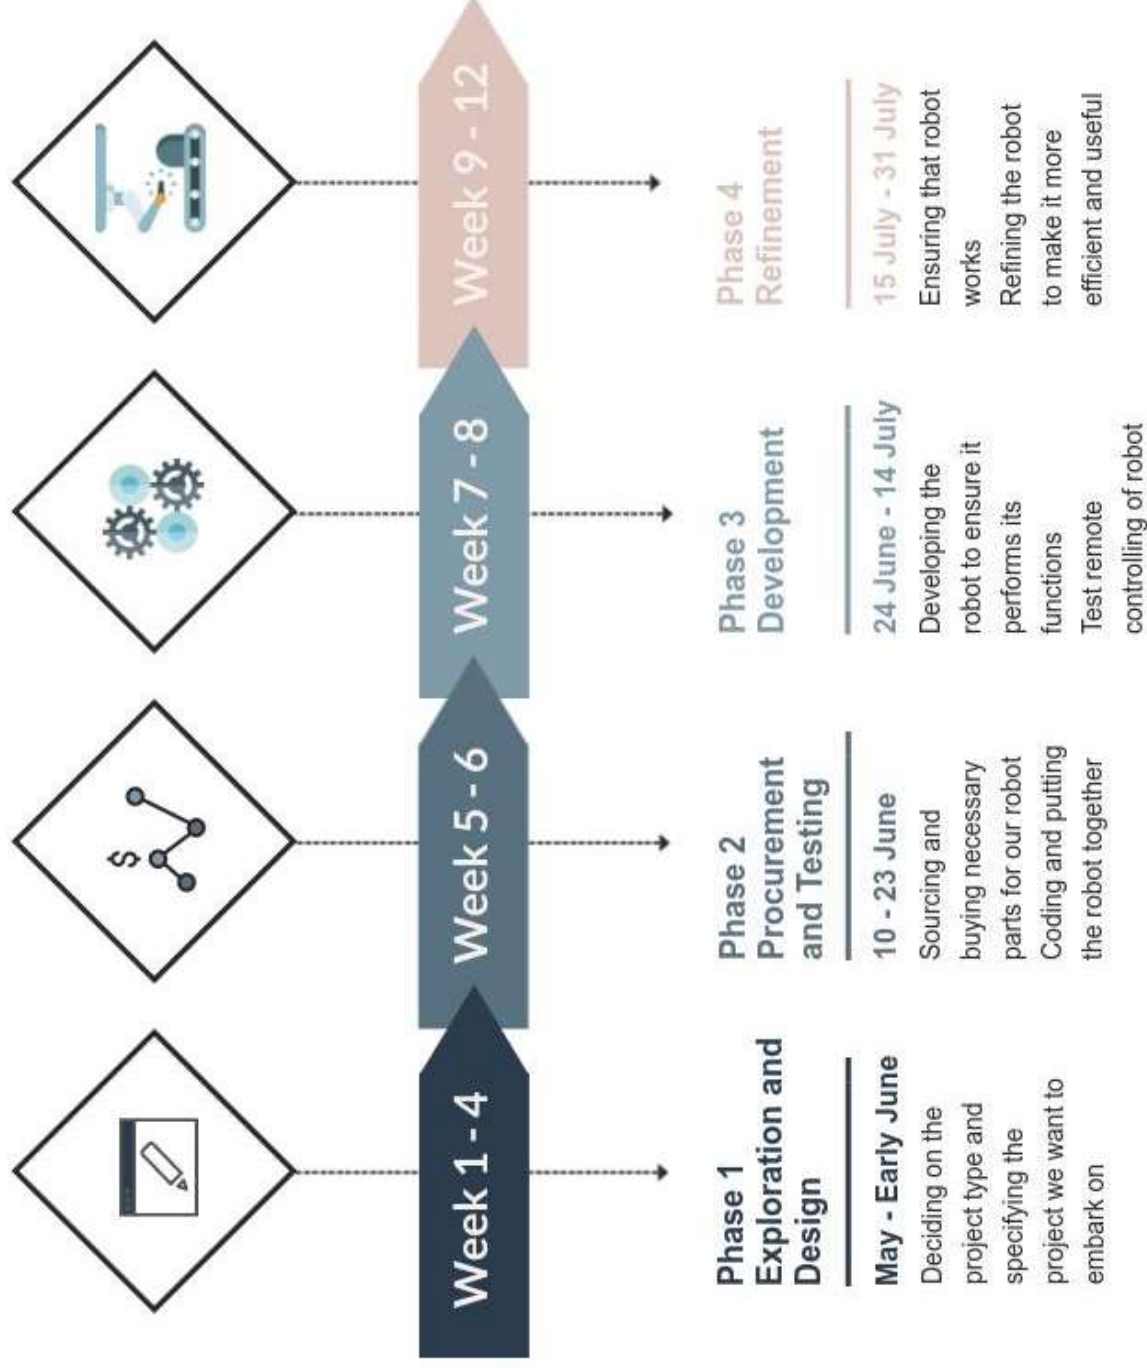 $
Week 1 - 4
Week 5 - 6
Week 7 - 8
Week 9 - 12
Phase 1
Exploration and
Design
May - Early June
Deciding on the
project type and
specifying the
project we want to
embark on
Phase 2
Procurement
and Testing
10 - 23 June
Sourcing and
buying necessary
parts for our robot
Coding and putting
the robot together
Phase 3
Development
24 June - 14 July
Developing the
robot to ensure it
performs its
functions
Test remote
controlling of robot
Phase 4
Refinement
15 July - 31 July
Ensuring that robot
works
Refining the robot
to make it more
efficient and useful